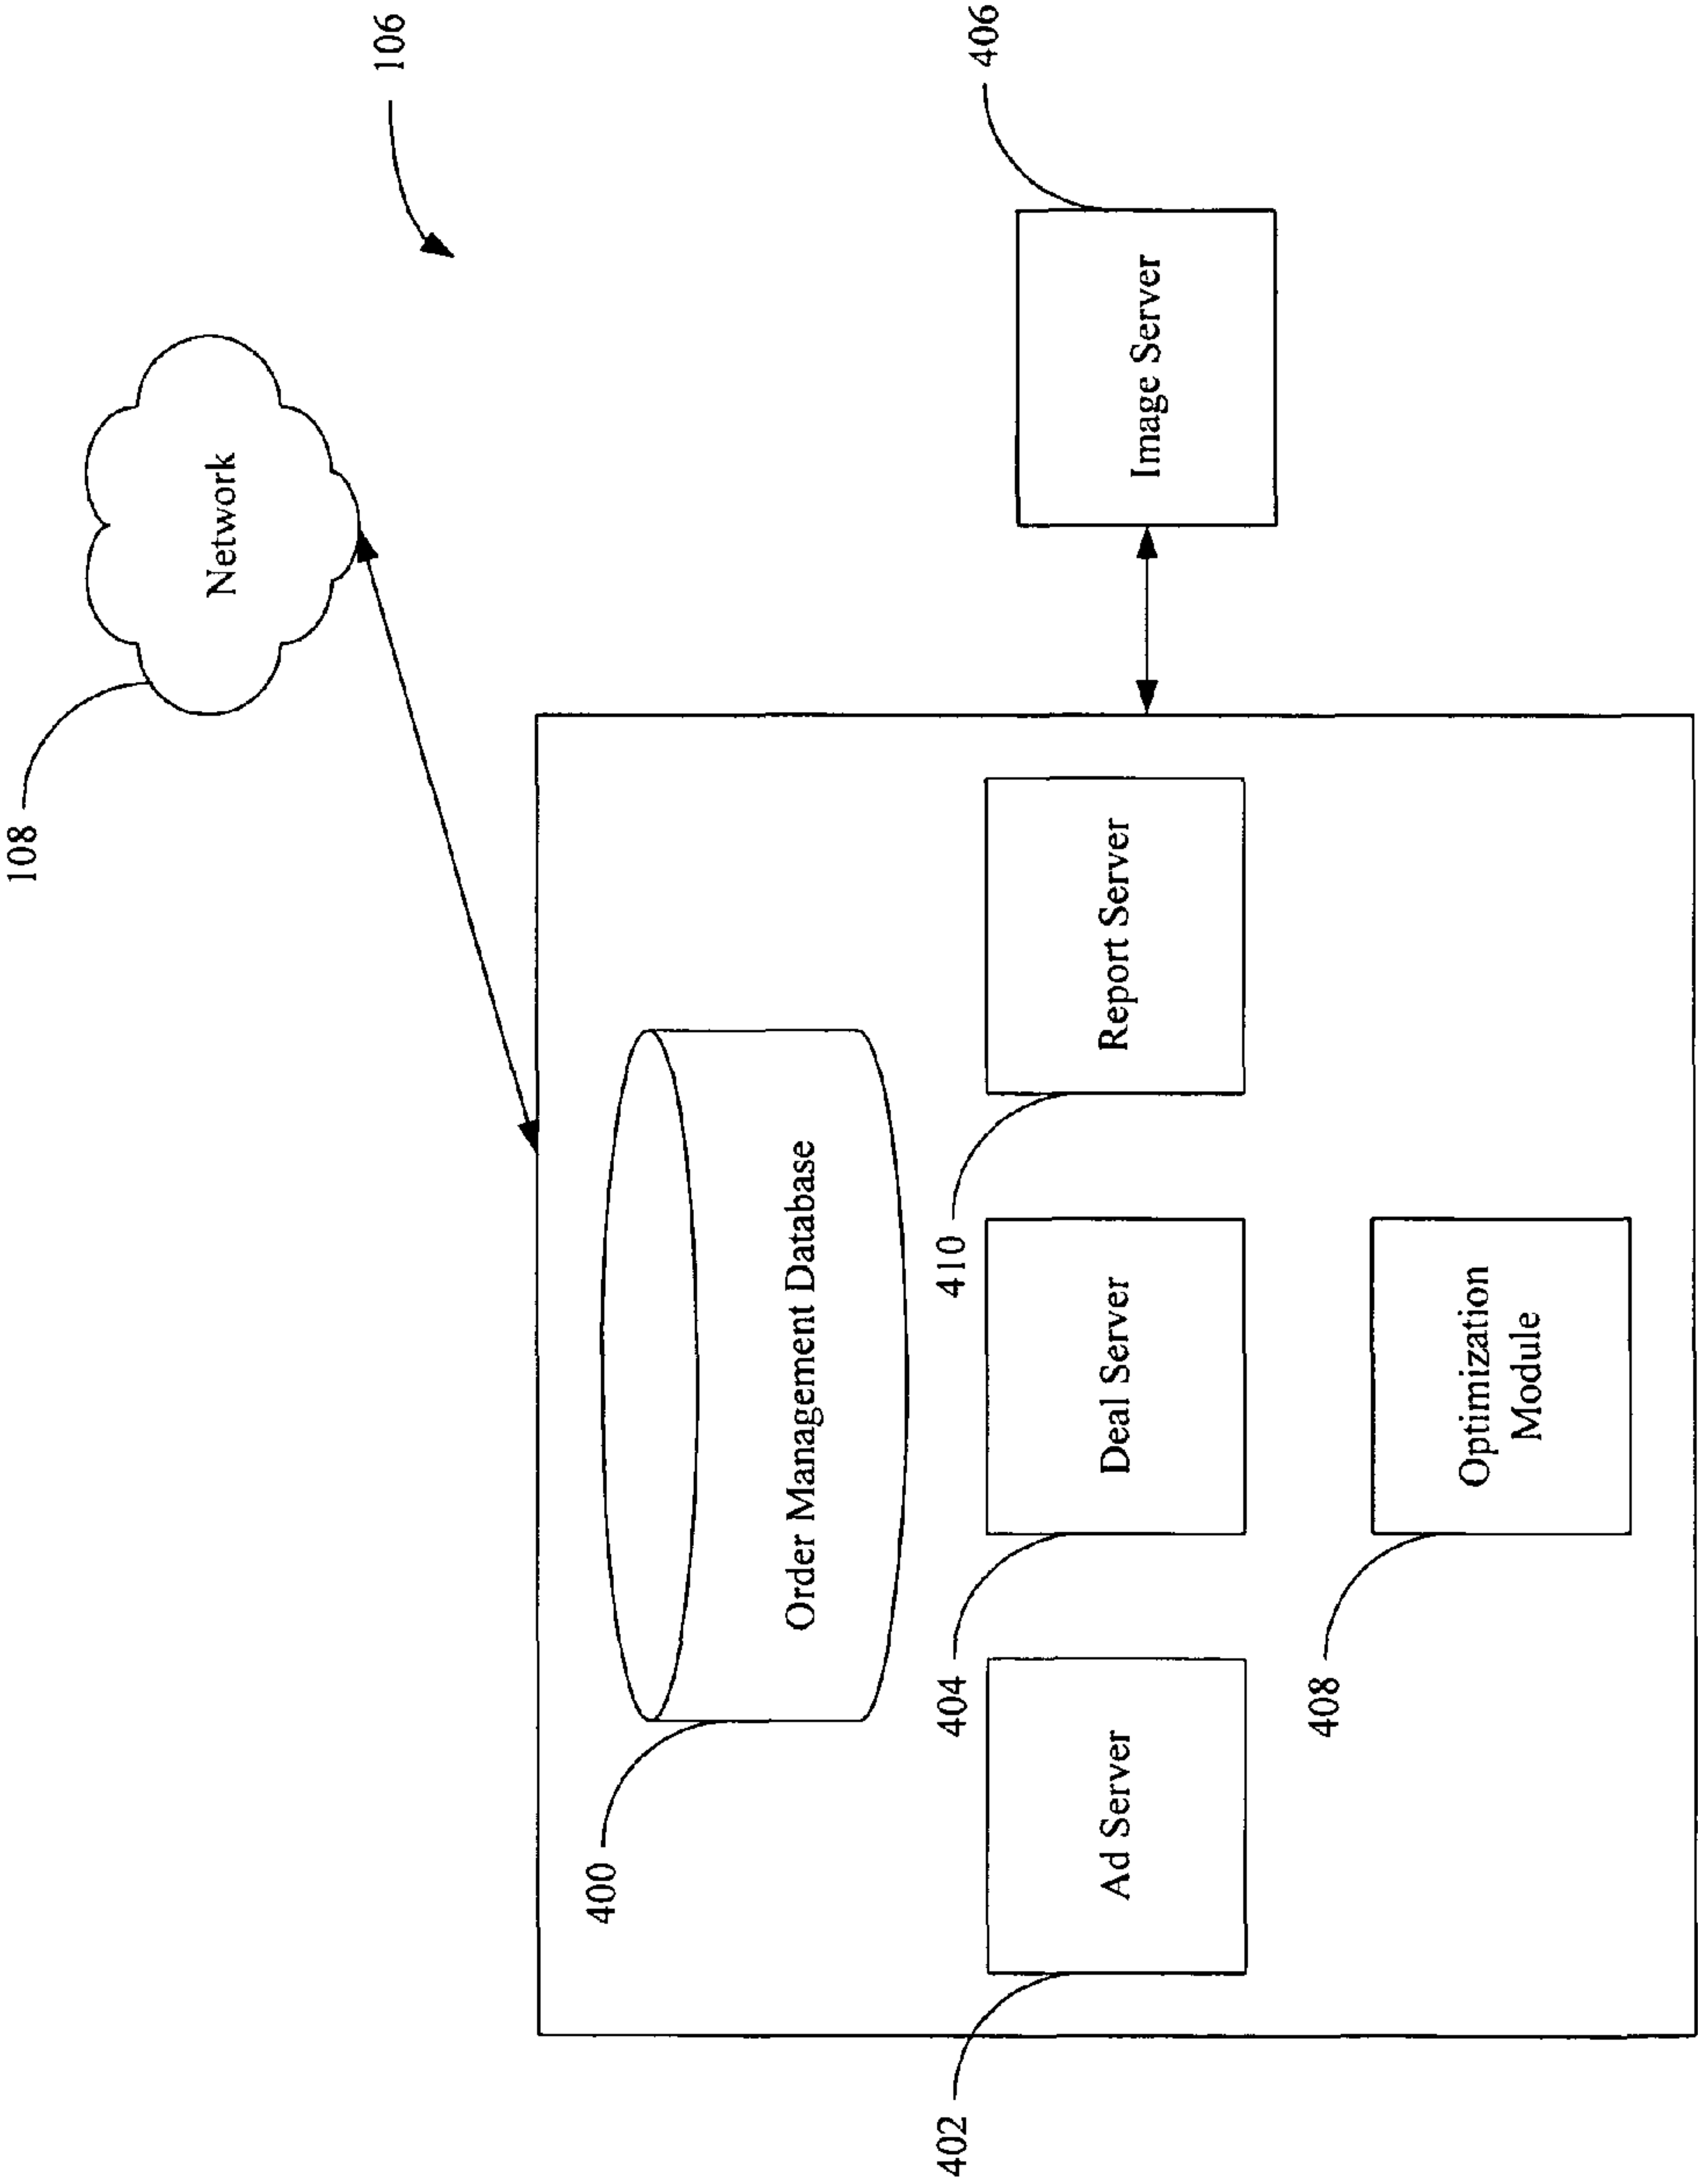 108
Network
106
400
Order Management Database
402
Ad Server
404
Deal Server
410
Report Server
406
Image Server
408
Optimization
Module